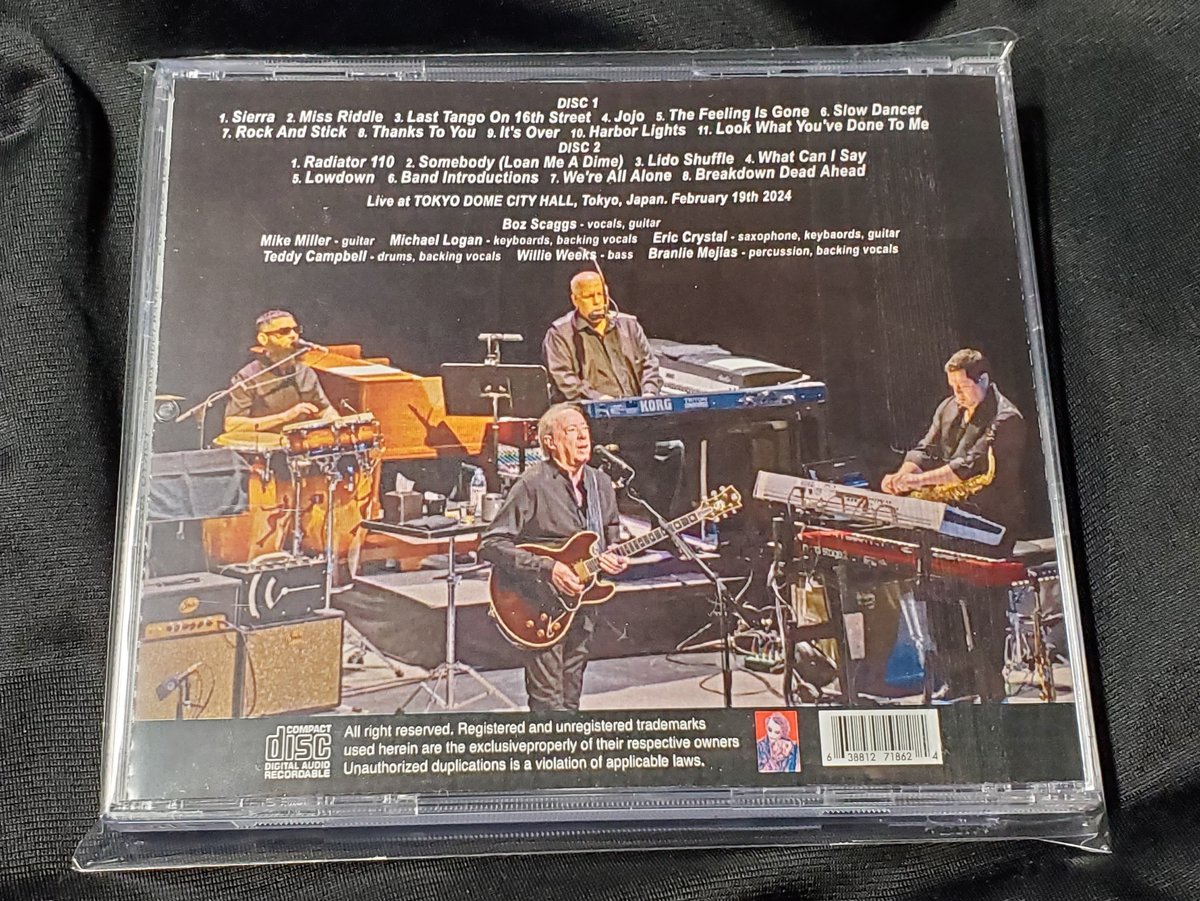 DISC 1
1. Sierra 2. Miss Riddle 3. Last Tango On 16th Street 4. Jojo 5. The Feeling Is Gone 6. Slow Dancer
7. Rock And Stick 8. Thanks To You 9. It's Over 10. Harbor Lights 11. Look What You've Done To Me
DISC 2
1. Radiator 110 2. Somebody (Loan Me A Dime) 3. Lido Shuffle 4. What Can I Say
5. Lowdown 6. Band Introductions 7. We're All Alone 8. Breakdown Dead Ahead
Live at TOKYO DOME CITY HALL, Tokyo, Japan. February 19th 2024
Boz Scaggs - vocals, guitar
Mike Miller - guitar Michael Logan - keyboards, backing vocals Eric Crystal - saxophone, keybaords, guitar
Teddy Campbell - drums, backing vocals Willie Weeks - bass Branlie Mejias - percussion, backing vocals
KORG TRITON
COMPACT
disc
DIGITAL AUDIO
RECORDABLE
All right reserved. Registered and unregistered trademarks
used herein are the exclusiveproperly of their respective owners
Unauthorized duplications is a violation of applicable laws.
6 38812 71862 4